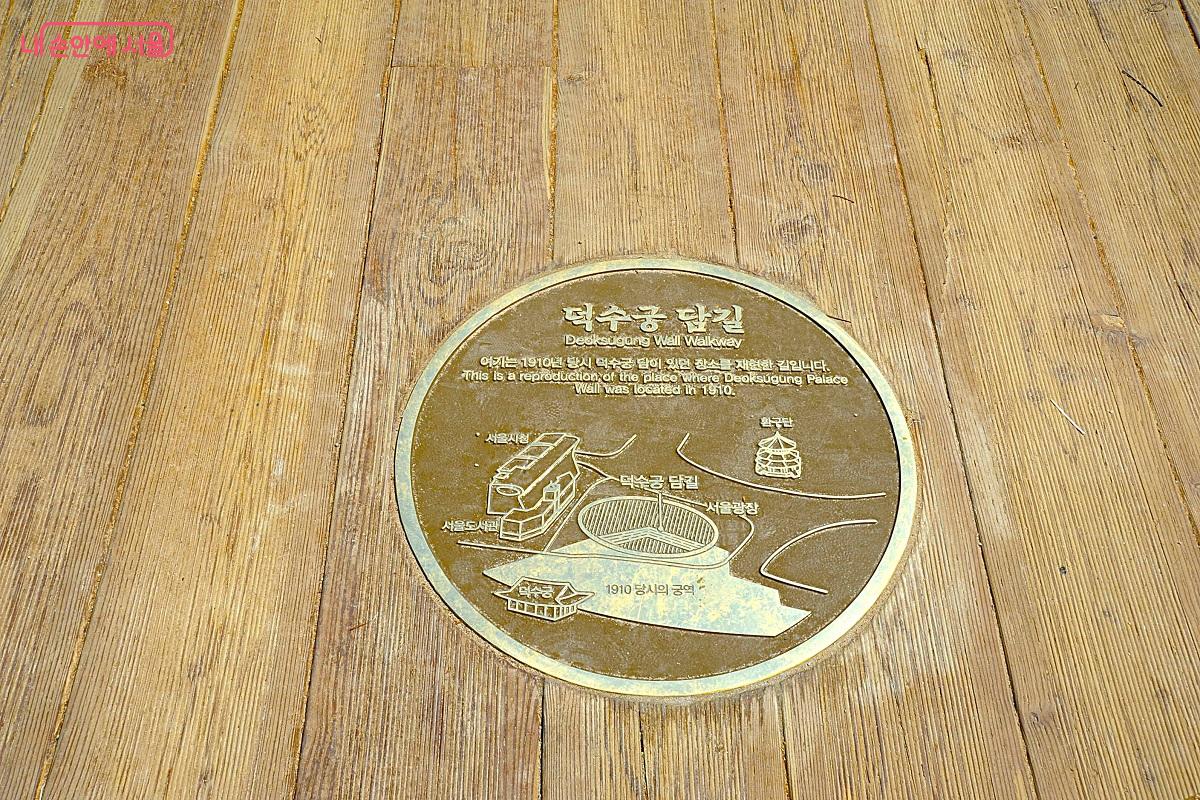 내 손안에 서울
덕수궁 담길
Deoksugung Wall Walkway
여기는 1910년 당시 덕수궁 담이 있던 장소를 재현한 길입니다.
This is a reproduction of the place where Deoksugung Palace
Wall was located in 1910.
환구단
서울시청
덕수궁 담길
서울광장
서울도서관
덕수궁
1910 당시의 궁역